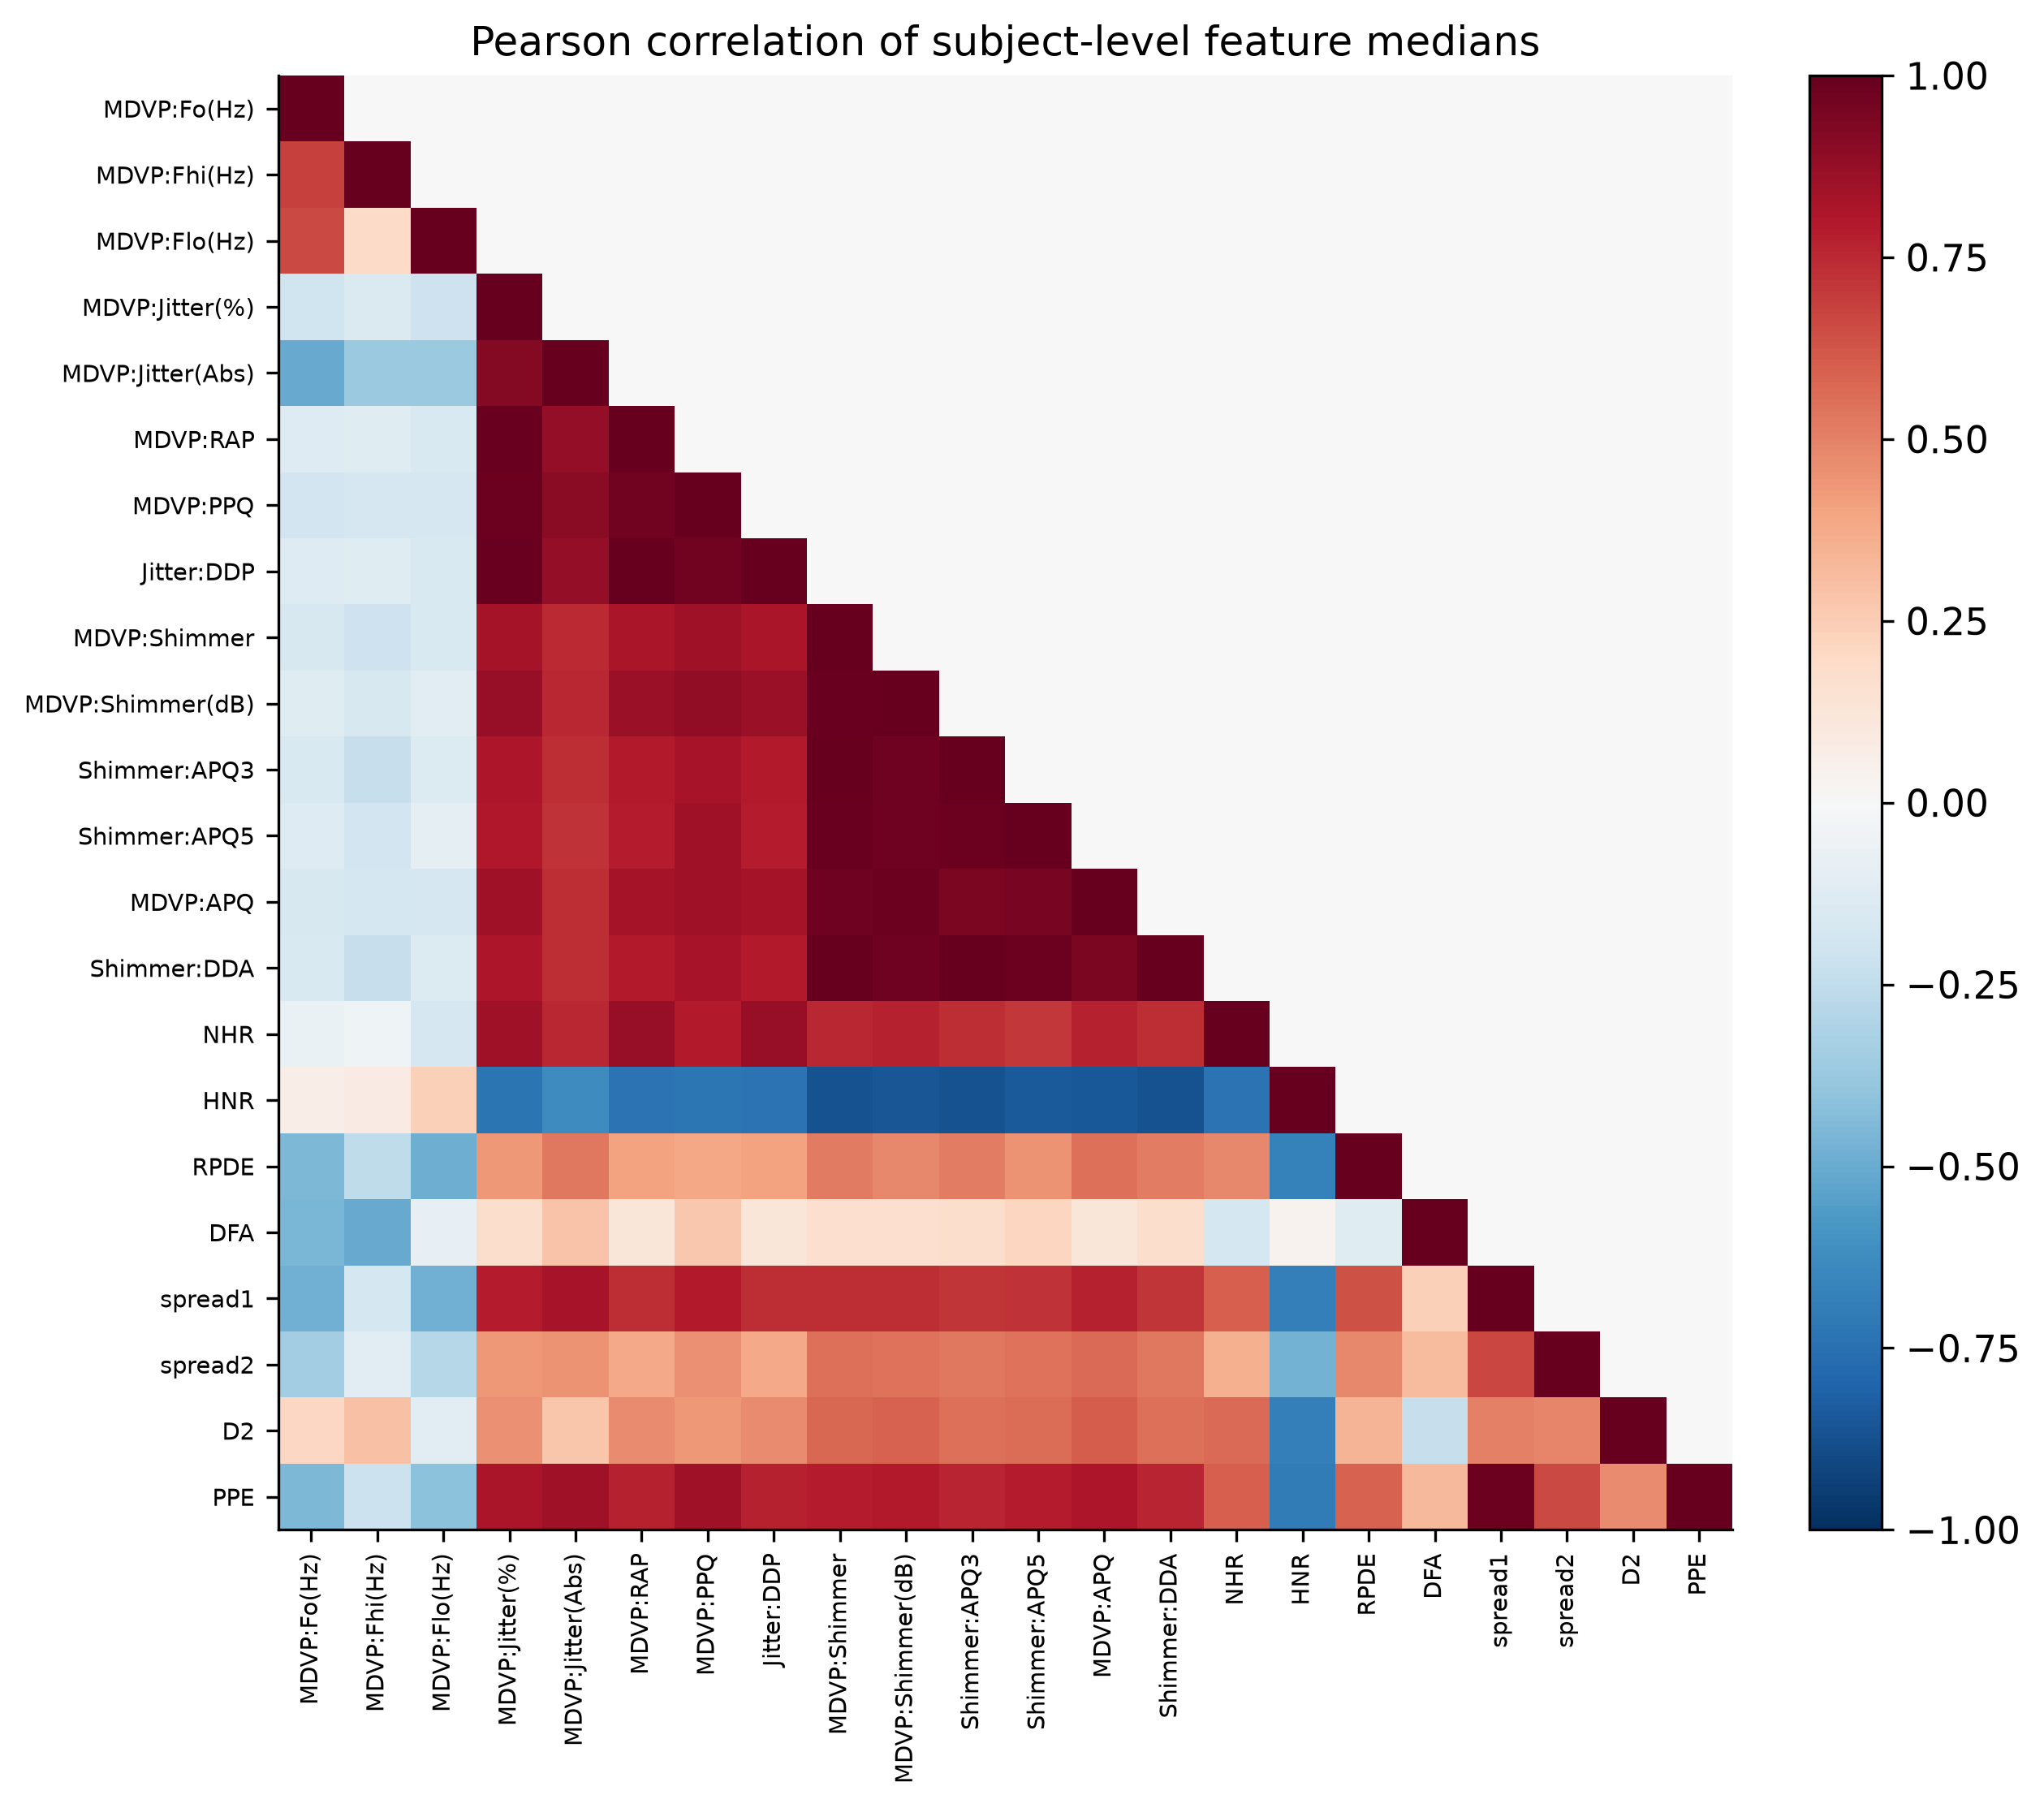 Pearson correlation of subject-level feature medians
MDVP:Fo(Hz)
MDVP:Fhi(Hz)
MDVP:Flo(Hz)
MDVP:Jitter(%)
MDVP:Jitter(Abs)
MDVP:RAP
MDVP:PPQ
Jitter:DDP
MDVP:Shimmer
MDVP:Shimmer(dB)
Shimmer:APQ3
Shimmer:APQ5
MDVP:APQ
Shimmer:DDA
NHR
HNR
RPDE
DFA
spread1
spread2
D2
PPE
MDVP:Fo(Hz)
MDVP:Fhi(Hz)
MDVP:Flo(Hz)
MDVP:Jitter(%)
MDVP:Jitter(Abs)
MDVP:RAP
MDVP:PPQ
Jitter:DDP
MDVP:Shimmer
MDVP:Shimmer(dB)
Shimmer:APQ3
Shimmer:APQ5
MDVP:APQ
Shimmer:DDA
NHR
HNR
RPDE
DFA
spread1
spread2
D2
PPE
1.00
0.75
0.50
0.25
0.00
−0.25
−0.50
−0.75
−1.00